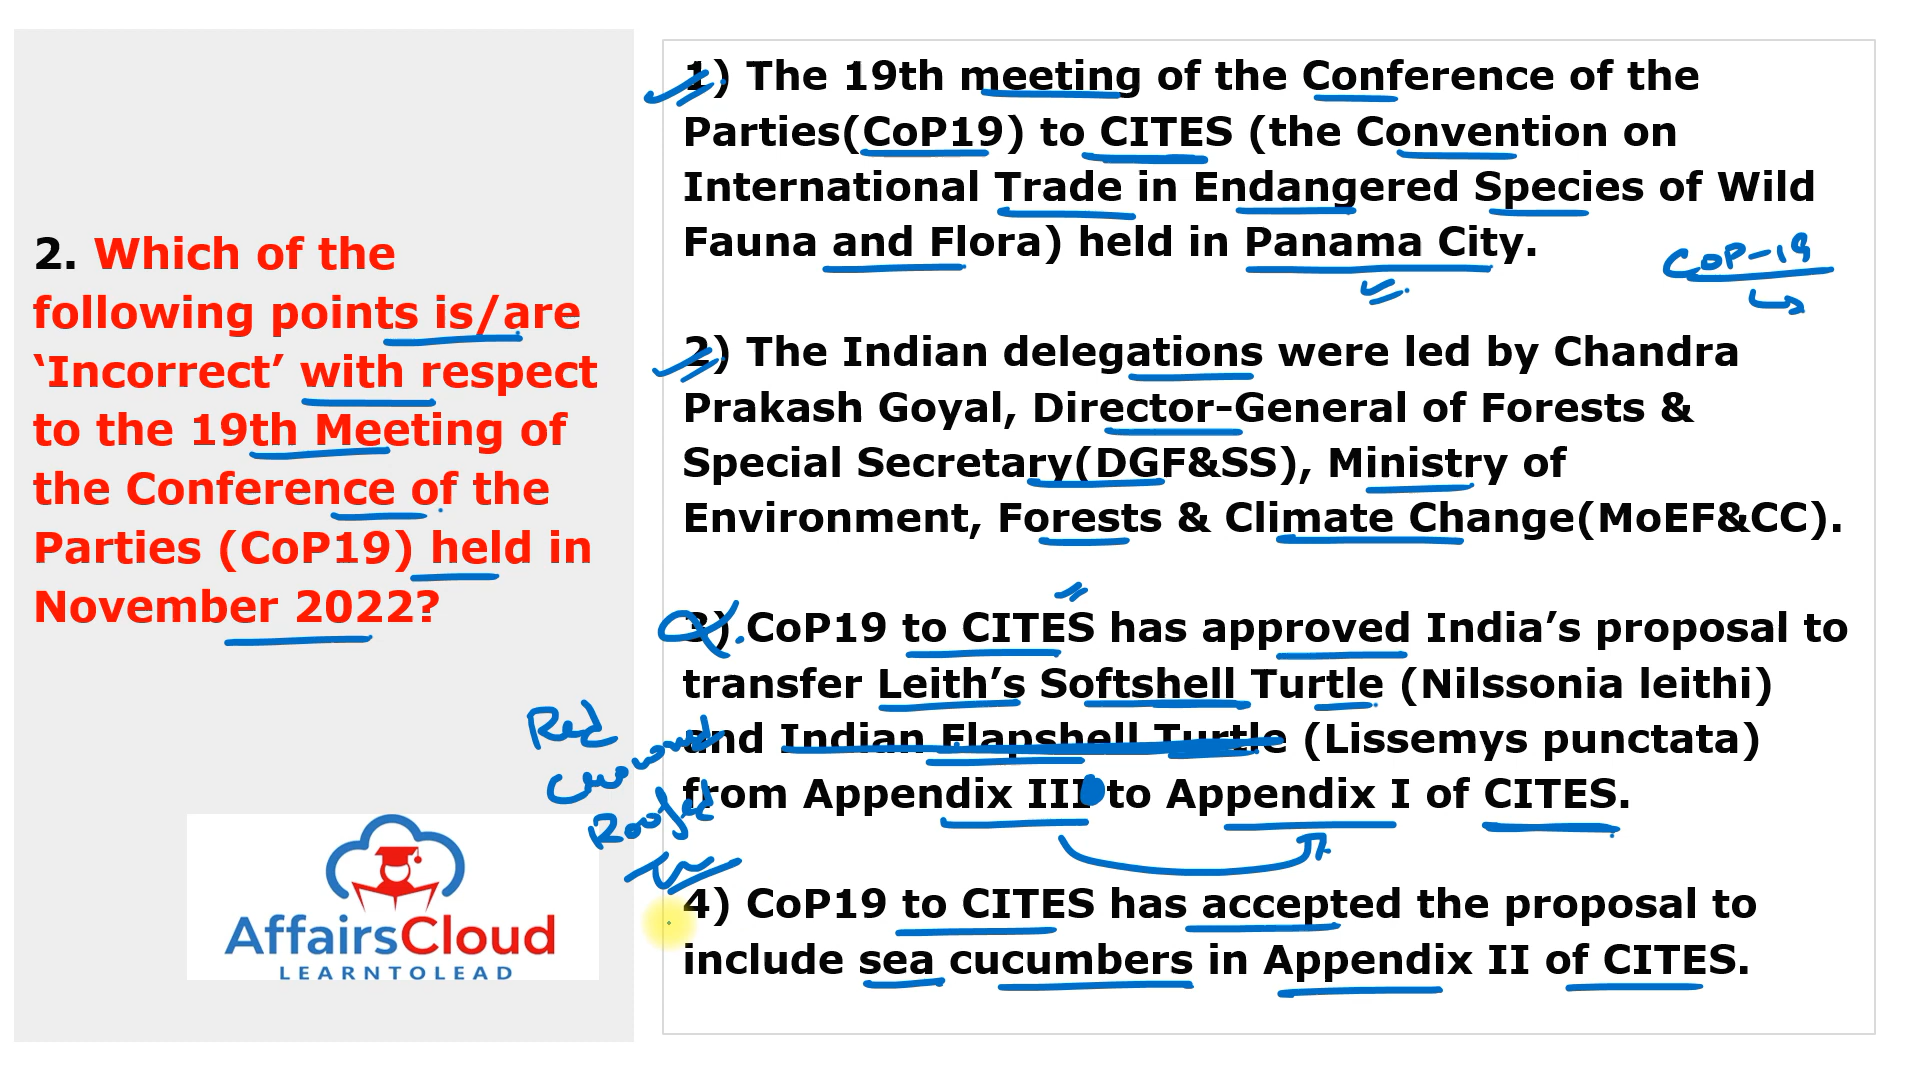 2. Which of the
following points is/are
‘Incorrect’ with respect
to the 19th Meeting of
the Conference of the
Parties (CoP19) held in
November 2022?
AffairsCloud
LEARNTOLEAD
1) The 19th meeting of the Conference of the
Parties(CoP19) to CITES (the Convention on
International Trade in Endangered Species of Wild
Fauna and Flora) held in Panama City.
CoP-19
2) The Indian delegations were led by Chandra
Prakash Goyal, Director-General of Forests &
Special Secretary(DGF&SS), Ministry of
Environment, Forests & Climate Change(MoEF&CC).
3) CoP19 to CITES has approved India’s proposal to
transfer Leith’s Softshell Turtle (Nilssonia leithi)
and Indian Flapshell Turtle (Lissemys punctata)
from Appendix III to Appendix I of CITES.
Red
4) CoP19 to CITES has accepted the proposal to
include sea cucumbers in Appendix II of CITES.